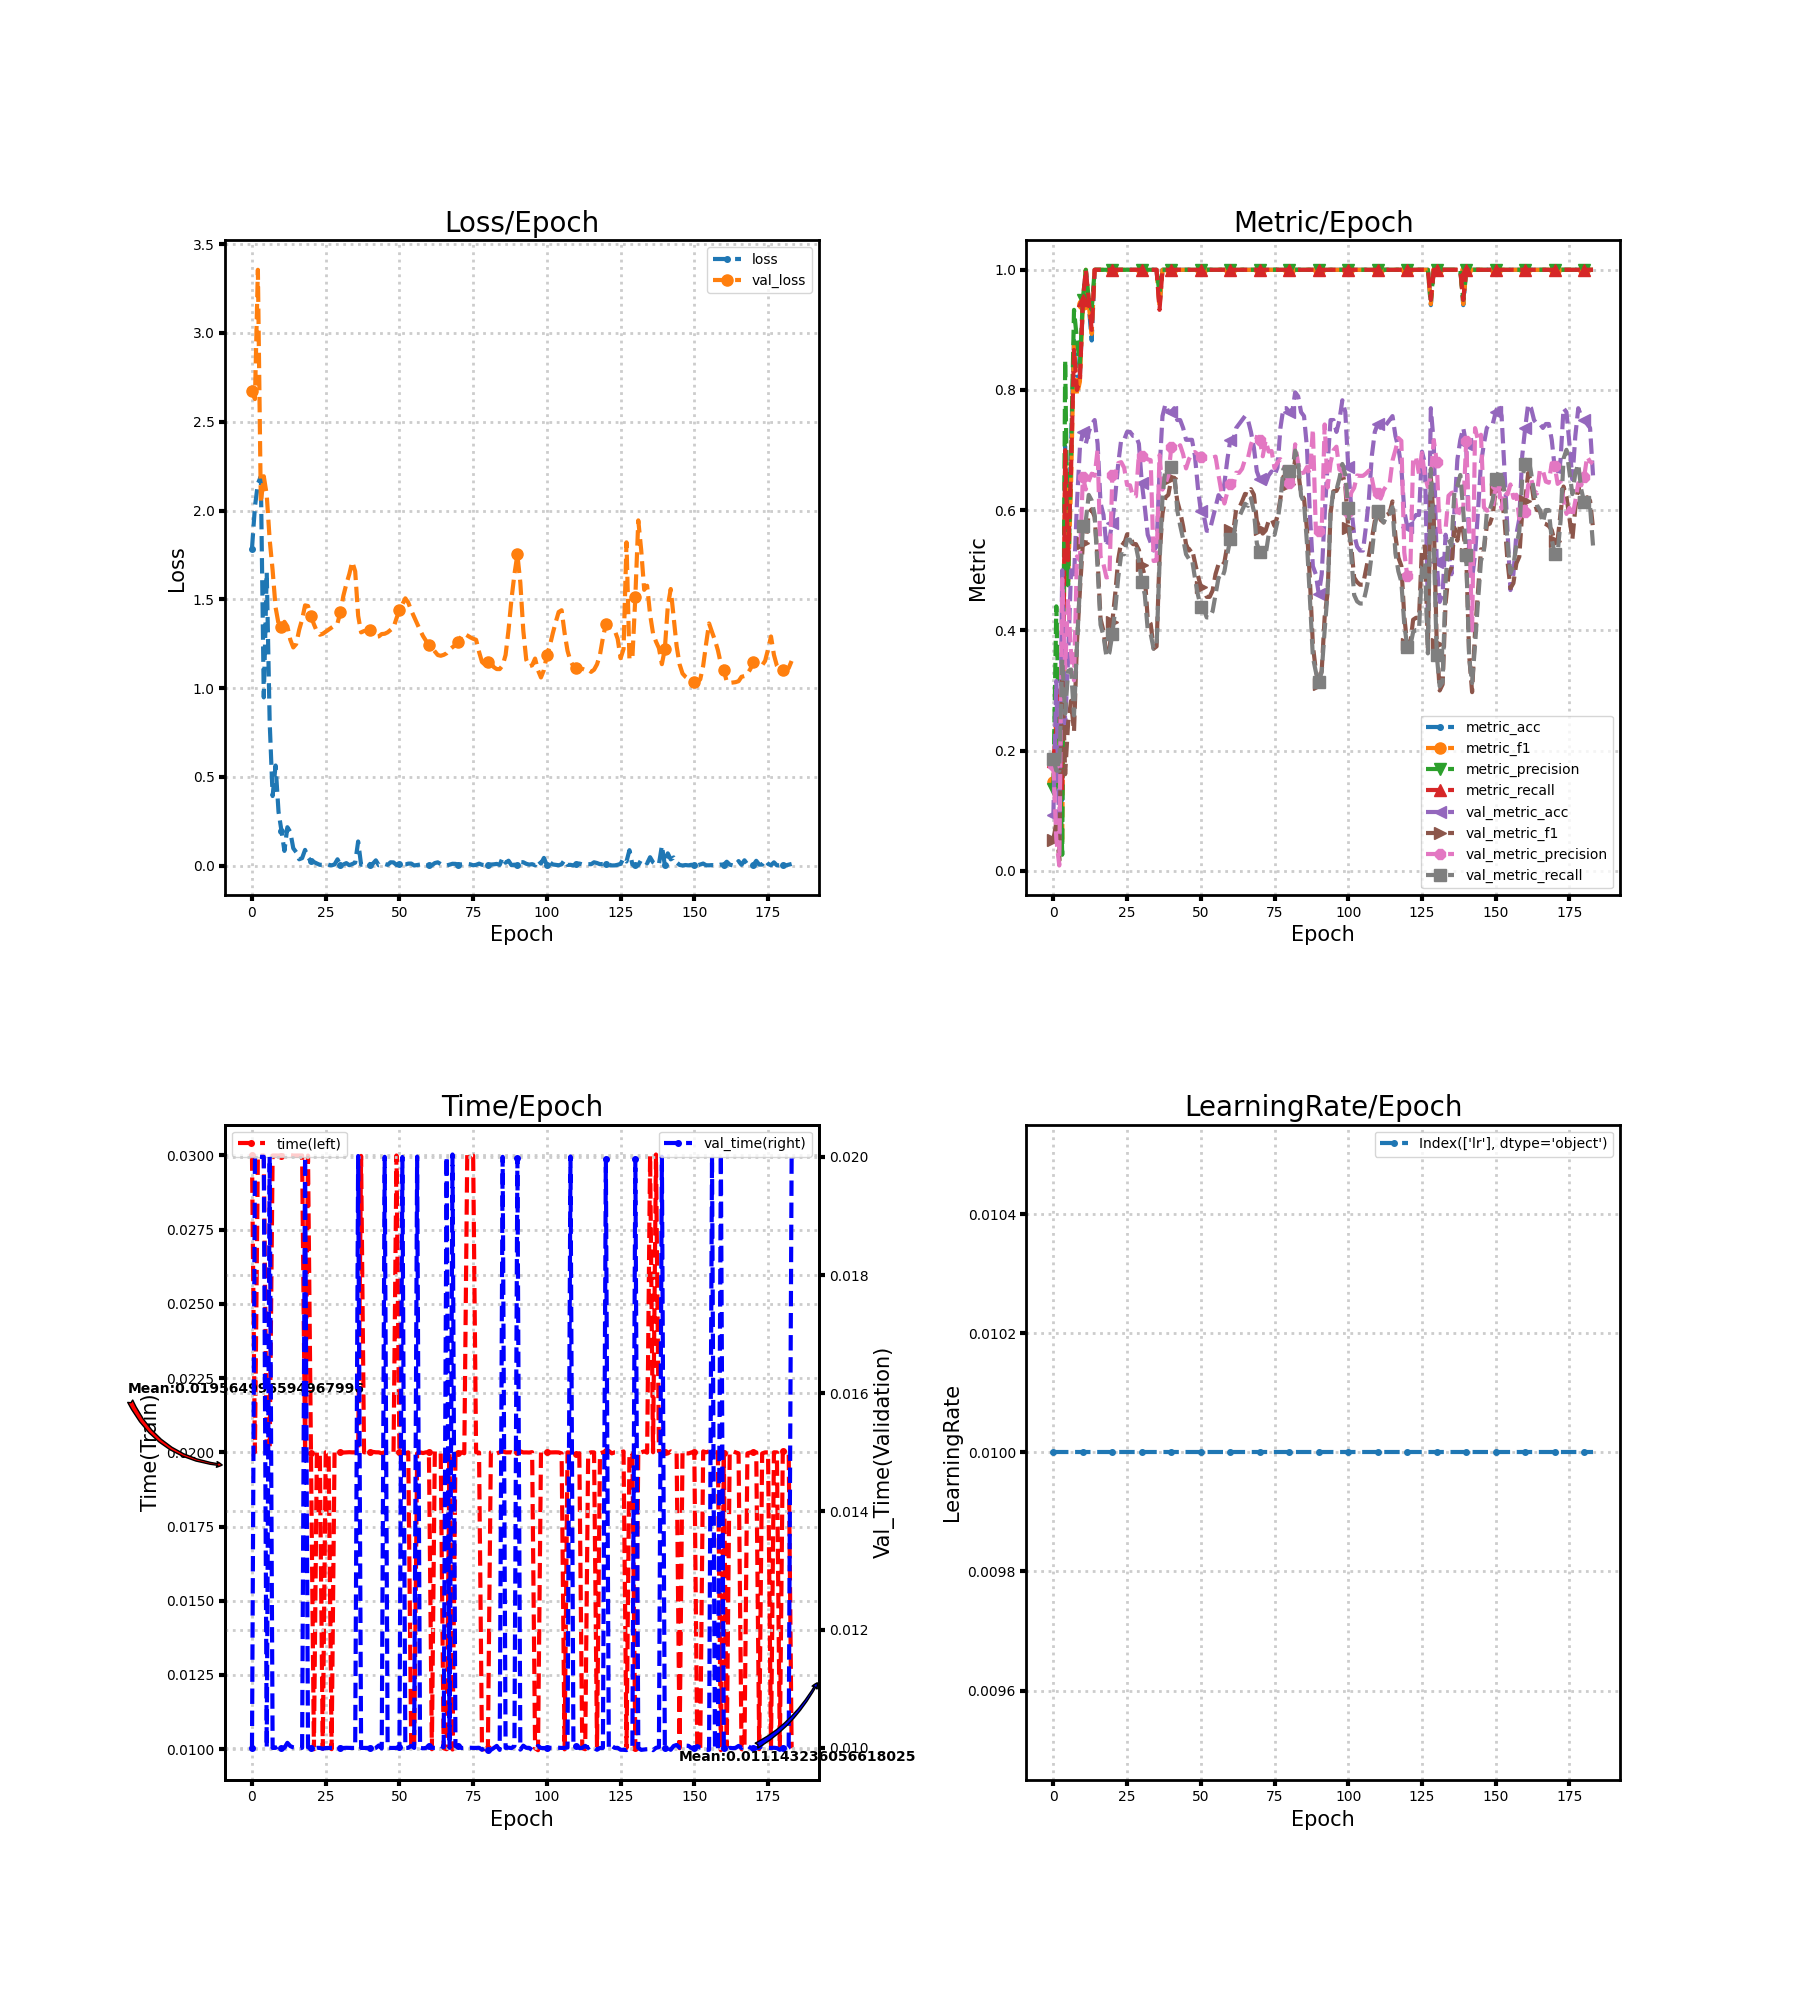 Loss/Epoch
3.5
3.0
2.5
2.0
1.5
1.0
0.5
0.0
Loss
loss
val_loss
0 25 50 75 100 125 150 175
Epoch
Metric/Epoch
1.0
0.8
0.6
0.4
0.2
0.0
Metric
metric_acc
metric_f1
metric_precision
metric_recall
val_metric_acc
val_metric_f1
val_metric_precision
val_metric_recall
0 25 50 75 100 125 150 175
Epoch
Time/Epoch
time(left)
val_time(right)
0.0300
0.0275
0.0250
0.0225
0.0200
0.0175
0.0150
0.0125
0.0100
Time(Train)
Mean:0.019564996594967996
0.020
0.018
0.016
0.014
0.012
0.010
Val_Time(Validation)
Mean:0.011143236056618025
0 25 50 75 100 125 150 175
Epoch
LearningRate/Epoch
Index(['lr'], dtype='object')
0.0104
0.0102
0.0100
0.0098
0.0096
LearningRate
0 25 50 75 100 125 150 175
Epoch